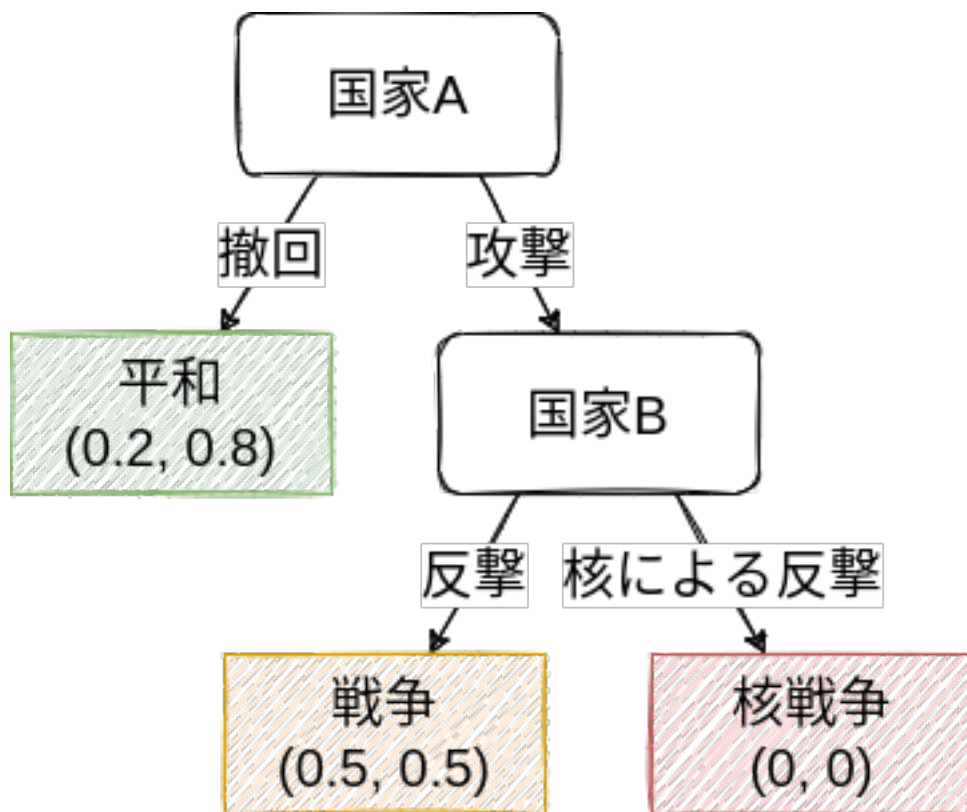 国家A
撤回
攻撃
平和
(0.2, 0.8)
国家B
反撃
核による反撃
戦争
(0.5, 0.5)
核戦争
(0, 0)